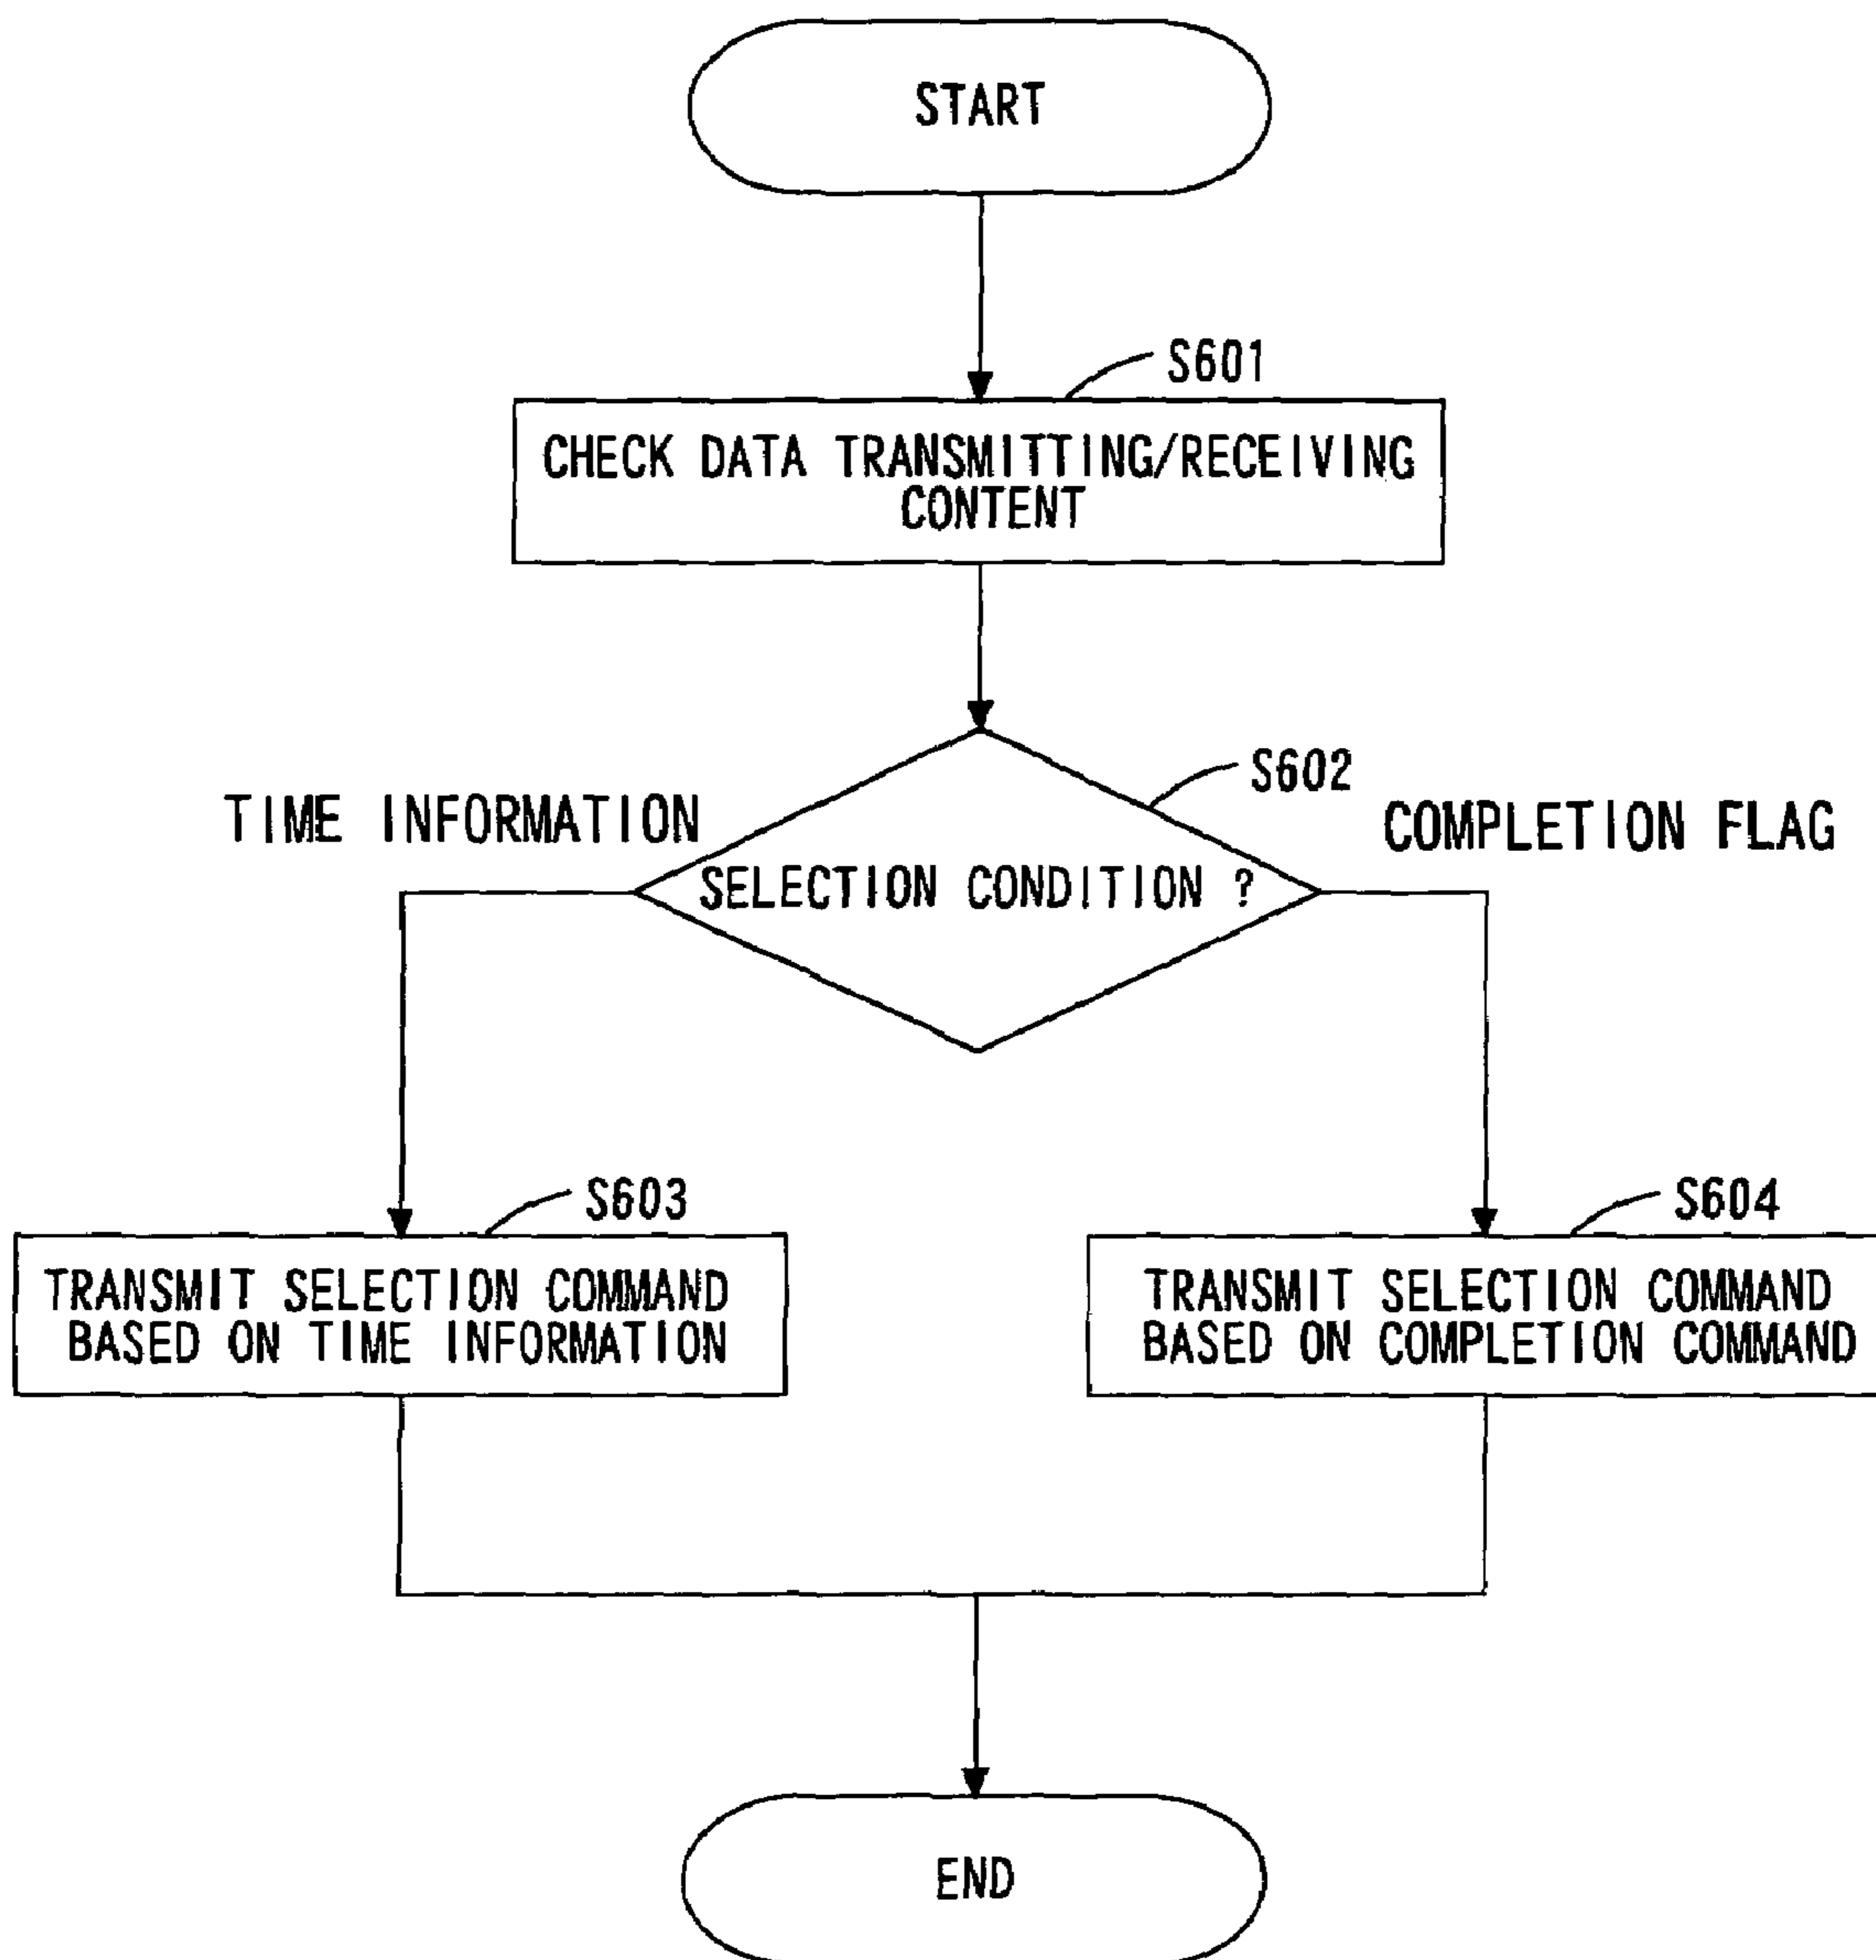 START
S601
CHECK DATA TRANSMITTING/RECEIVING
CONTENT
S602
TIME INFORMATION
COMPLETION FLAG
SELECTION CONDITION ?
S603
S604
TRANSMIT SELECTION COMMAND
BASED ON TIME INFORMATION
TRANSMIT SELECTION COMMAND
BASED ON COMPLETION COMMAND
END